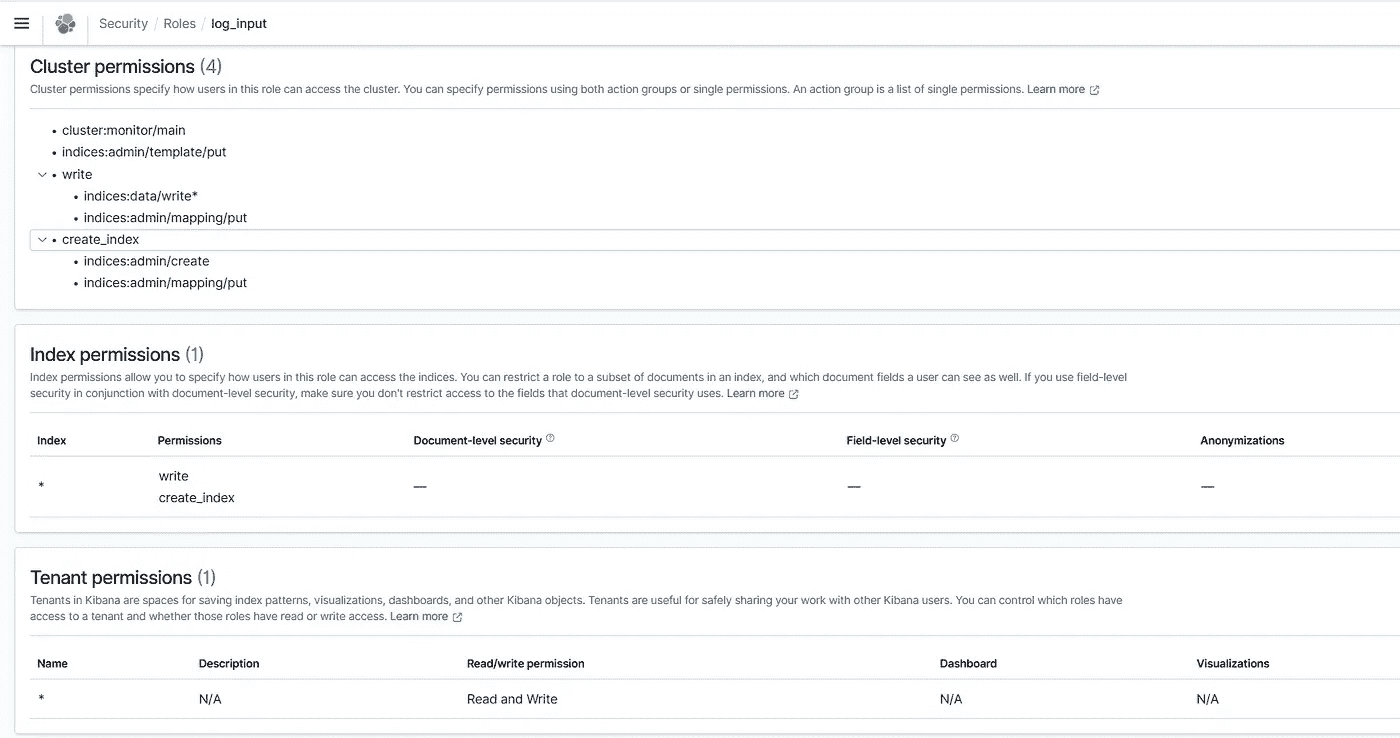 Security / Roles / log_input
Cluster permissions (4)
Cluster permissions specify how users in this role can access the cluster. You can specify permissions using both action groups or single permissions. An action group is a list of single permissions. Learn more
• cluster:monitor/main
• indices:admin/template/put
• write
• indices:data/write*
• indices:admin/mapping/put
• create_index
• indices:admin/create
• indices:admin/mapping/put
Index permissions (1)
Index permissions allow you to specify how users in this role can access the indices. You can restrict a role to a subset of documents in an index, and which document fields a user can see as well. If you use field-level
security in conjunction with document-level security, make sure you don't restrict access to the fields that document-level security uses. Learn more
Index Permissions Document-level security Field-level security Anonymizations
* write — — —
create_index
Tenant permissions (1)
Tenants in Kibana are spaces for saving index patterns, visualizations, dashboards, and other Kibana objects. Tenants are useful for safely sharing your work with other Kibana users. You can control which roles have
access to a tenant and whether those roles have read or write access. Learn more
Name Description Read/write permission Dashboard Visualizations
* N/A Read and Write N/A N/A